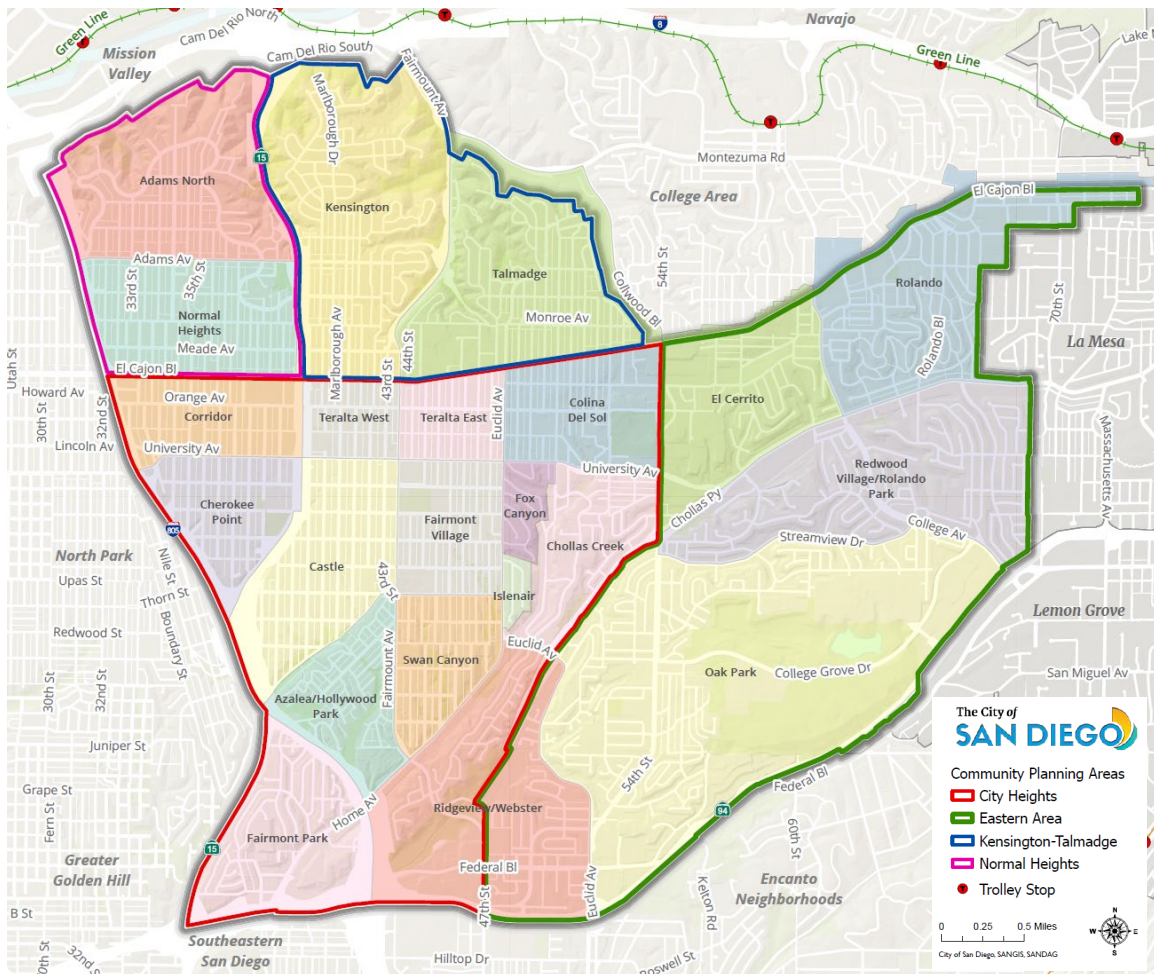 Green Line
Mission
Valley
Cam Del Rio North
Cam Del Rio South
8
Navajo
Green Line
Fairmount Av
Marlborough Dr
Adams North
15
Kensington
Montezuma Rd
College Area
El Cajon Bl
Adams Av
33rd St
35th St
Normal
Heights
Meade Av
El Cajon Bl
Talmadge
Monroe Av
Collwood Bl
54th St
Rolando
Rolando Bl
70th St
La Mesa
Utah St
Howard Av
30th St
32nd St
Lincoln Av
Orange Av
Corridor
University Av
Marlborough Av
43rd St
44th St
Teralta West
Teralta East
Euclid Av
Colina
Del Sol
El Cerrito
University Av
Massachusetts Av
Cherokee
Point
805
Fox
Canyon
Fairmont
Village
Chollas Creek
Chollas Py
Redwood
Village/Rolando
Park
College Av
Streamview Dr
North Park
Nile St
Upas St
Thorn St
Boundary St
Castle
43rd St
Islenair
Lemon Grove
Redwood St
Euclid Av
Swan Canyon
Fairmount Av
Oak Park
College Grove Dr
San Miguel Av
30th St
32nd St
Azalea/Hollywood
Park
Juniper St
54th St
Federal Bl
Grape St
Fern St
Home Av
Ridgeview/Webster
94
60th St
Fairmont Park
15
Greater
Golden Hill
Federal Bl
47th St
Euclid Av
Kelton Rd
Encanto
Neighborhoods
B St
Southeastern
San Diego
32nd St
Hilltop Dr
The City of
SAN DIEGO
Community Planning Areas
City Heights
Eastern Area
Kensington-Talmadge
Normal Heights
T Trolley Stop
0 0.25 0.5 Miles
N
W E
S
City of San Diego, SANGIS, SANDAG